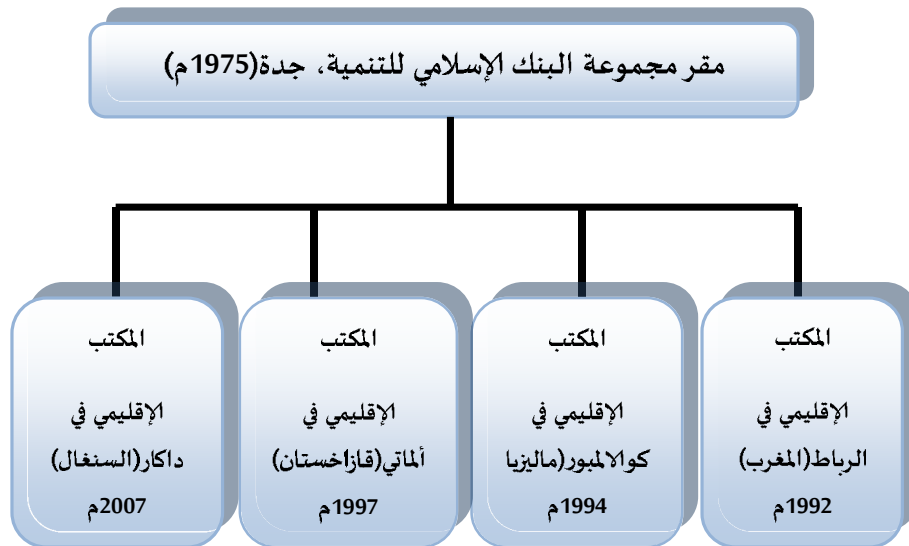 مقر مجموعة البنك الإسلامي للتنمية، جدة(1975م)
المكتب
الإقليمي في
الرباط(المغرب)
1992م
المكتب
الإقليمي في
كوالالمبور(ماليزيا
1994م
المكتب
الإقليمي في
ألماتي(قازاخستان)
1997م
المكتب
الإقليمي في
داكار(السنغال)
2007م